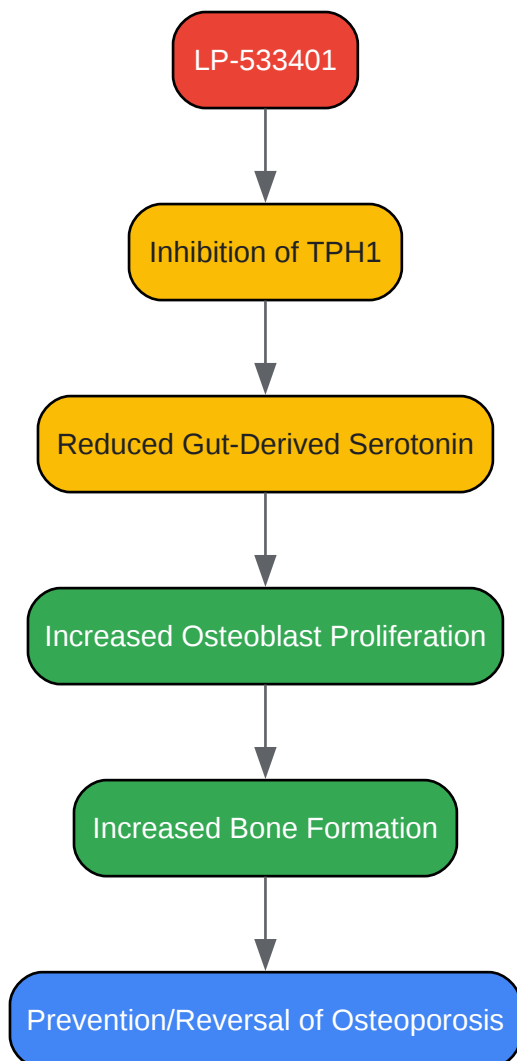 LP-533401
Inhibition of TPH1
Reduced Gut-Derived Serotonin
Increased Osteoblast Proliferation
Increased Bone Formation
Prevention/Reversal of Osteoporosis